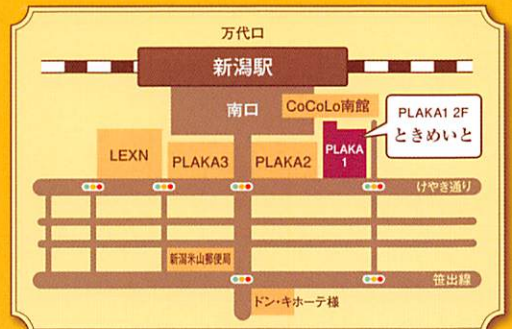 万代口
新潟駅
南口
CoCoLo南館
PLAKA1 2F
ときめいと
LEXN
PLAKA3
PLAKA2
PLAKA
1
けやき通り
新潟米山郵便局
笹出線
ドン・キホーテ様